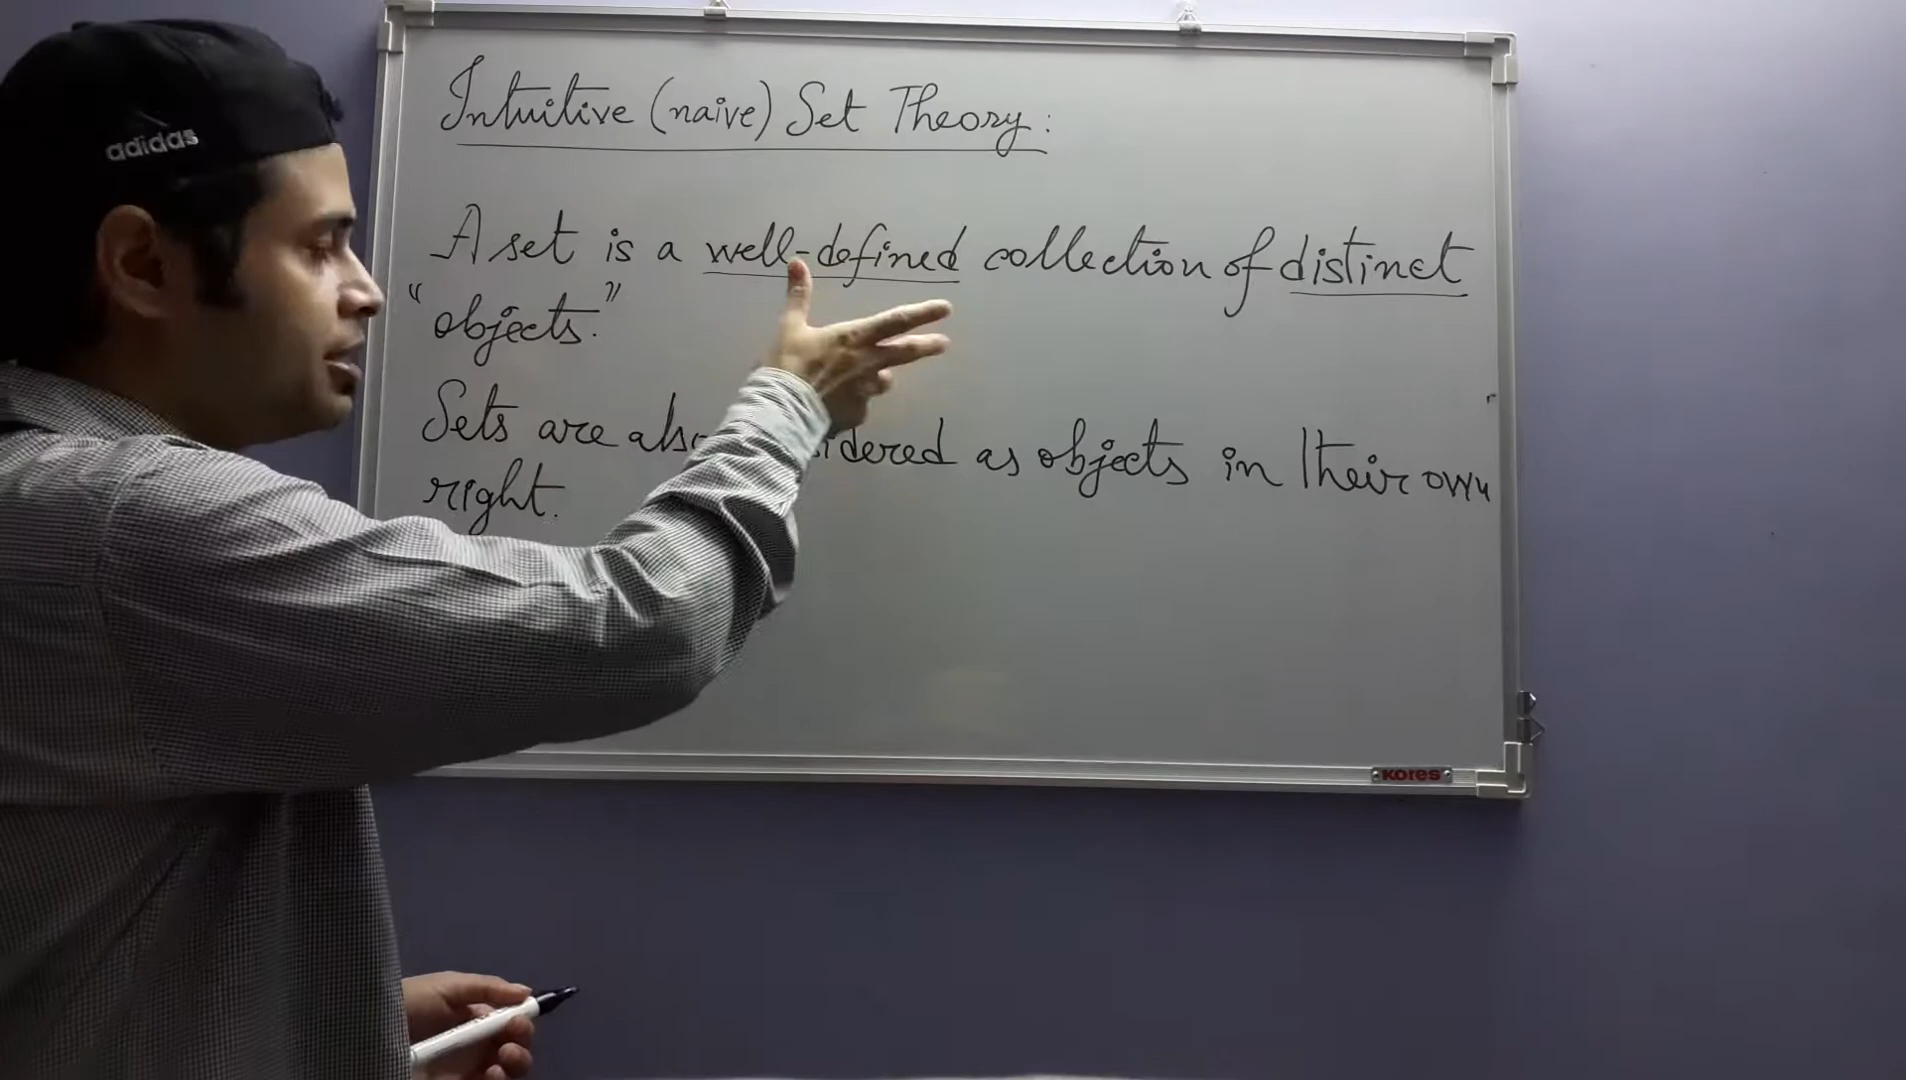 adidas
Intuitive (naive) Set Theory:
A set is a well-defined collection of distinct
"objects."
Sets are also idered as objects in their own
right.
Kores